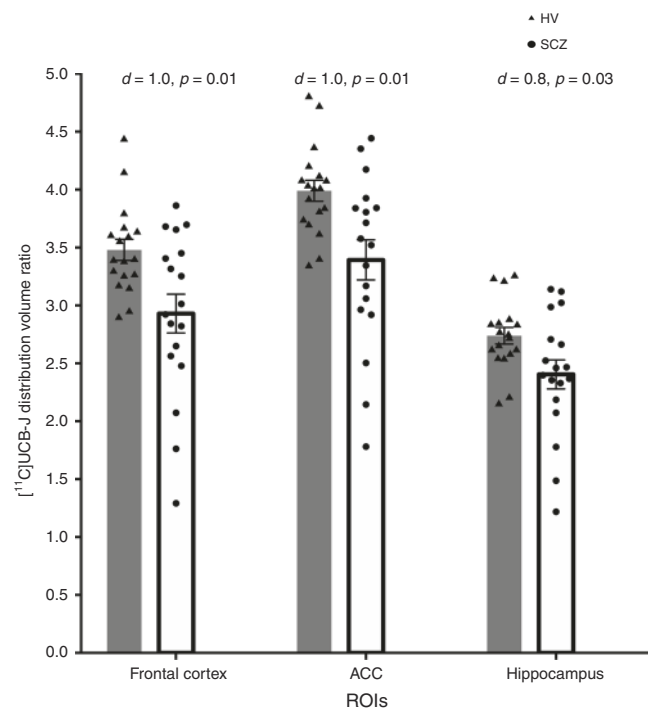 ▲ HV
● SCZ
d = 1.0, p = 0.01 d = 1.0, p = 0.01 d = 0.8, p = 0.03
5.0
4.5
4.0
3.5
3.0
2.5
2.0
1.5
1.0
0.5
0.0
[¹¹C]UCB-J distribution volume ratio
Frontal cortex ACC Hippocampus
ROIs